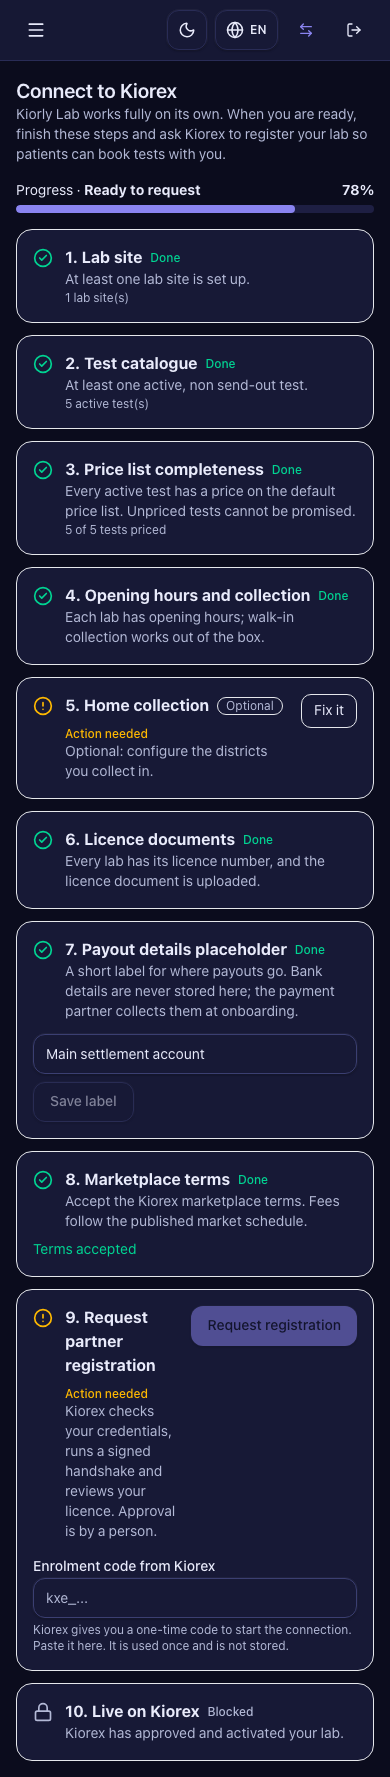 EN
Connect to Kiorex
Kiorly Lab works fully on its own. When you are ready,
finish these steps and ask Kiorex to register your lab so
patients can book tests with you.
Progress · Ready to request 78%
1. Lab site Done
At least one lab site is set up.
1 lab site(s)
2. Test catalogue Done
At least one active, non send-out test.
5 active test(s)
3. Price list completeness Done
Every active test has a price on the default
price list. Unpriced tests cannot be promised.
5 of 5 tests priced
4. Opening hours and collection Done
Each lab has opening hours; walk-in
collection works out of the box.
5. Home collection Optional
Fix it
Action needed
Optional: configure the districts
you collect in.
6. Licence documents Done
Every lab has its licence number, and the
licence document is uploaded.
7. Payout details placeholder Done
A short label for where payouts go. Bank
details are never stored here; the payment
partner collects them at onboarding.
Main settlement account
Save label
8. Marketplace terms Done
Accept the Kiorex marketplace terms. Fees
follow the published market schedule.
Terms accepted
9. Request
partner
registration
Request registration
Action needed
Kiorex checks
your credentials,
runs a signed
handshake and
reviews your
licence. Approval
is by a person.
Enrolment code from Kiorex
kxe_...
Kiorex gives you a one-time code to start the connection.
Paste it here. It is used once and is not stored.
10. Live on Kiorex Blocked
Kiorex has approved and activated your lab.